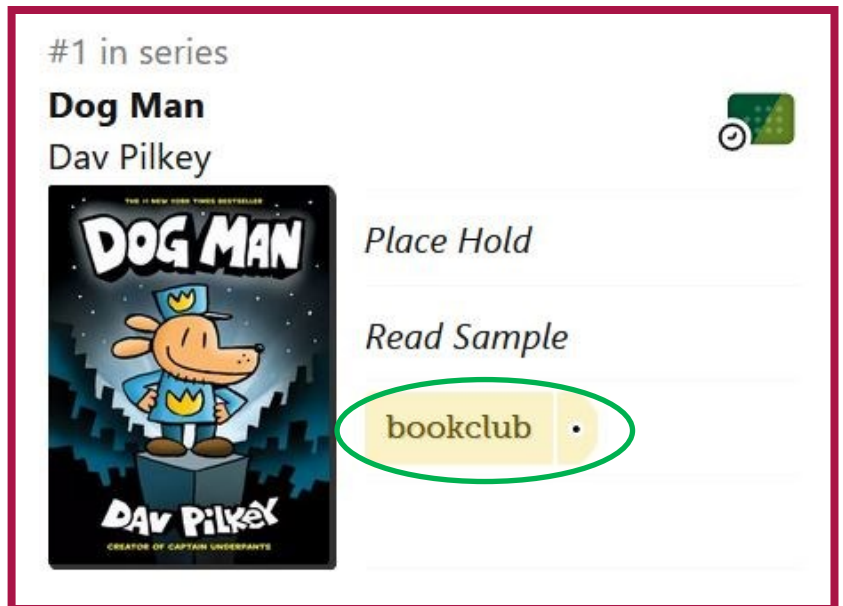 #1 in series
Dog Man
Dav Pilkey
THE #1 NEW YORK TIMES BESTSELLER
DOG MAN
DAV PILKEY
CREATOR OF CAPTAIN UNDERPANTS
Place Hold
Read Sample
bookclub